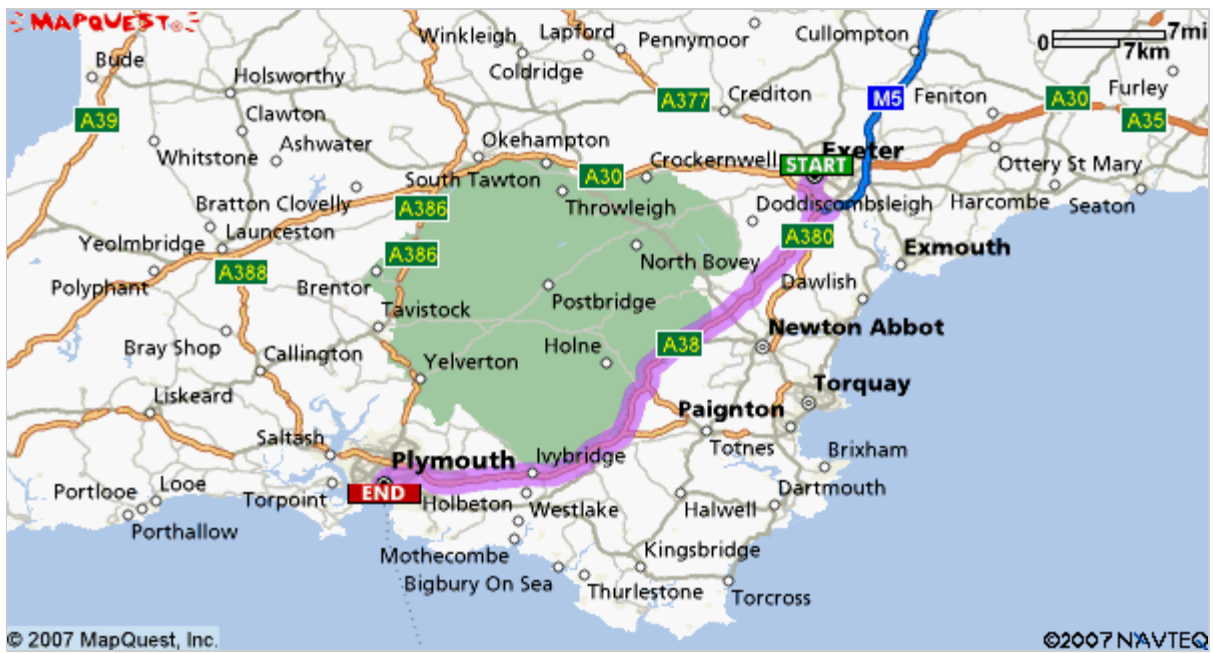 MAPQUEST
Winkleigh
Lapford
Pennymoor
Cullompton
0 7mi
7km
Bude
Coldridge
Holsworthy
A377
Crediton
M5
Feniton
A30
Furley
A39
Clawton
A35
Whitstone
Ashwater
Okehampton
Crockernwell
START
Exeter
Ottery St Mary
South Tawton
A30
Bratton Clovelly
A386
Throwleigh
Doddiscombsleigh
Harcombe
Seaton
Launceston
A380
Yeolmbridge
A386
North Bovey
Exmouth
A388
Polyphant
Brentor
Postbridge
Dawlish
Tavistock
Newton Abbot
Bray Shop
Callington
Holne
A38
Yelverton
Torquay
Liskeard
Paignton
Saltash
Totnes
Brixham
Plymouth
Ivybridge
Portlooe
Looe
Torpoint
END
Holbeton
Westlake
Halwell
Dartmouth
Porthallow
Mothecombe
Kingsbridge
Bigbury On Sea
Thurlestone
Torcross
© 2007 MapQuest, Inc.
©2007 NAVTEQ